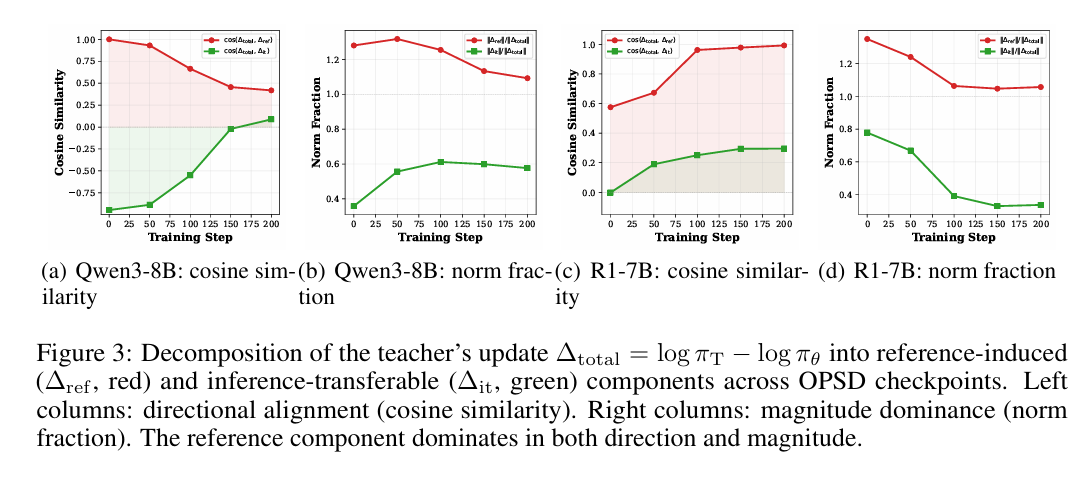 cos(Δtotal, Δref)
cos(Δtotal, Δit)
1.00
0.75
0.50
0.25
0.00
−0.25
−0.50
−0.75
Cosine Similarity
0 25 50 75 100 125 150 175 200
Training Step
‖Δref‖/‖Δtotal‖
‖Δit‖/‖Δtotal‖
1.2
1.0
0.8
0.6
0.4
Norm Fraction
0 25 50 75 100 125 150 175 200
Training Step
cos(Δtotal, Δref)
cos(Δtotal, Δt)
1.0
0.8
0.6
0.4
0.2
0.0
Cosine Similarity
0 25 50 75 100 125 150 175 200
Training Step
‖Δref‖/‖Δtotal‖
‖Δit‖/‖Δtotal‖
1.2
1.0
0.8
0.6
0.4
Norm Fraction
0 25 50 75 100 125 150 175 200
Training Step
(a) Qwen3-8B: cosine sim-
ilarity
(b) Qwen3-8B: norm frac-
tion
(c) R1-7B: cosine similar-
ity
(d) R1-7B: norm fraction
Figure 3: Decomposition of the teacher's update Δtotal = log πT − log πθ into reference-induced
(Δref, red) and inference-transferable (Δit, green) components across OPSD checkpoints. Left
columns: directional alignment (cosine similarity). Right columns: magnitude dominance (norm
fraction). The reference component dominates in both direction and magnitude.